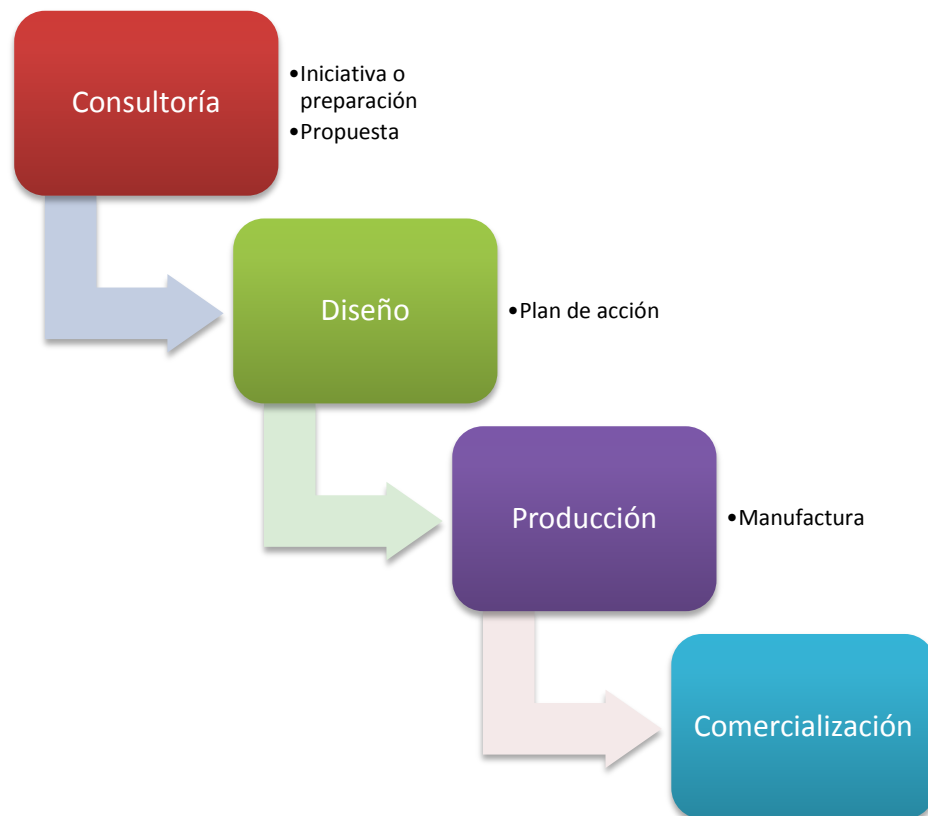 Consultoría
•Iniciativa o
preparación
•Propuesta
Diseño
•Plan de acción
Producción
•Manufactura
Comercialización